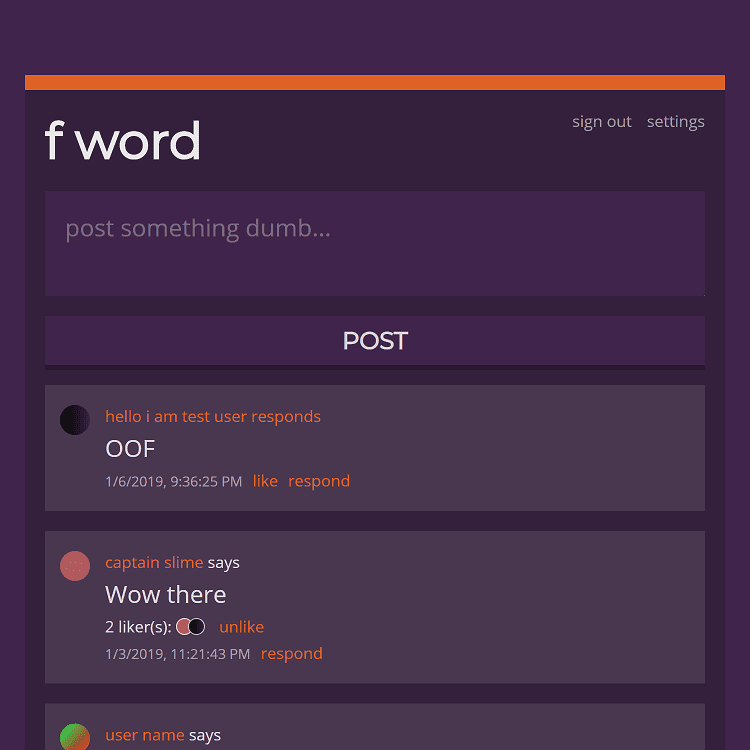 f word
sign out settings
post something dumb...
POST
hello i am test user responds
OOF
1/6/2019, 9:36:25 PM like respond
captain slime says
Wow there
2 liker(s): unlike
1/3/2019, 11:21:43 PM respond
user name says